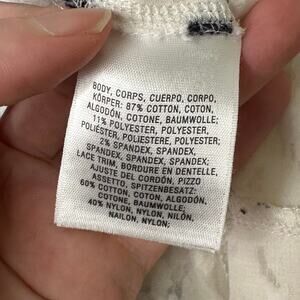 BODY, CORPS, CUERPO, CORPO,
KÖRPER: 87% COTTON, COTON,
ALGODÓN, COTONE, BAUMWOLLE;
11% POLYESTER, POLYESTER,
POLIÉSTER, POLIESTERE, POLYESTER;
2% SPANDEX, SPANDEX,
SPANDEX, SPANDEX, SPANDEX;
LACE TRIM, BORDURE EN DENTELLE,
AJUSTE DEL CORDÓN, PIZZO
ASSETTO, SPITZENBESATZ:
60% COTTON, COTON, ALGODÓN,
COTONE, BAUMWOLLE;
40% NYLON, NYLON, NILÓN,
NAILON, NYLON;